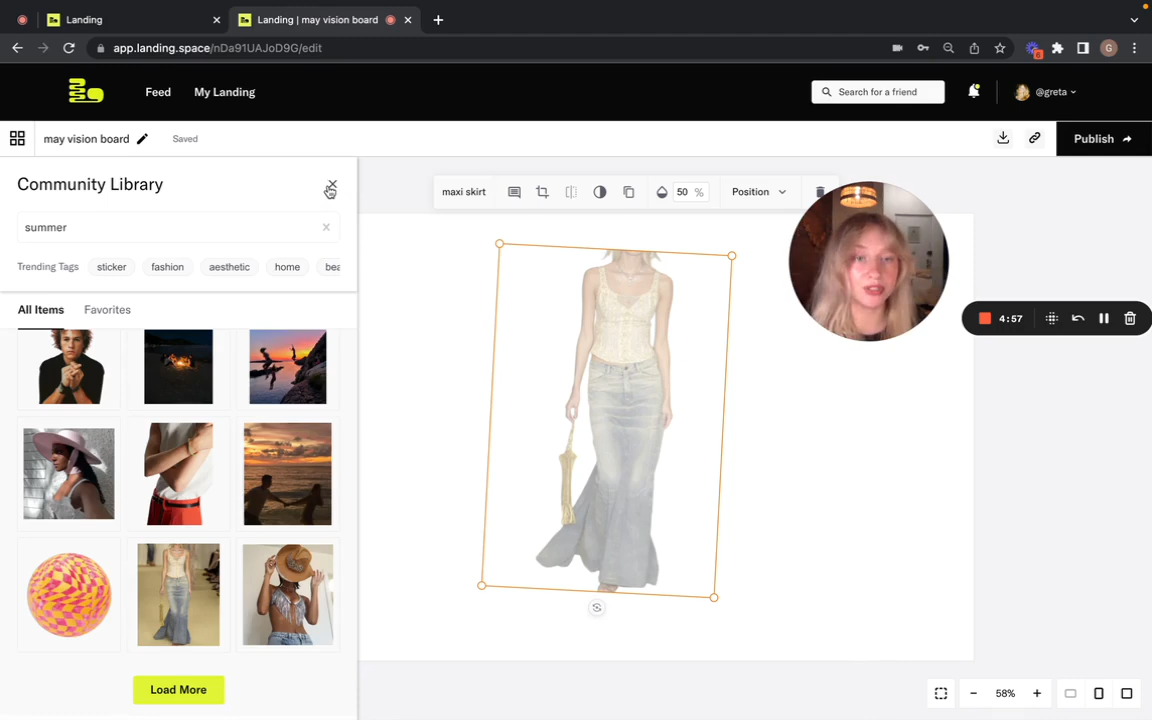 Landing
Landing | may vision board
app.landing.space/nDa91UAJoD9G/edit
6
G
Feed
My Landing
Search for a friend
@greta
may vision board
Saved
Publish
Community Library
summer
Trending Tags
sticker
fashion
aesthetic
home
bea
All Items
Favorites
Load More
maxi skirt
50 %
Position
4:57
58%